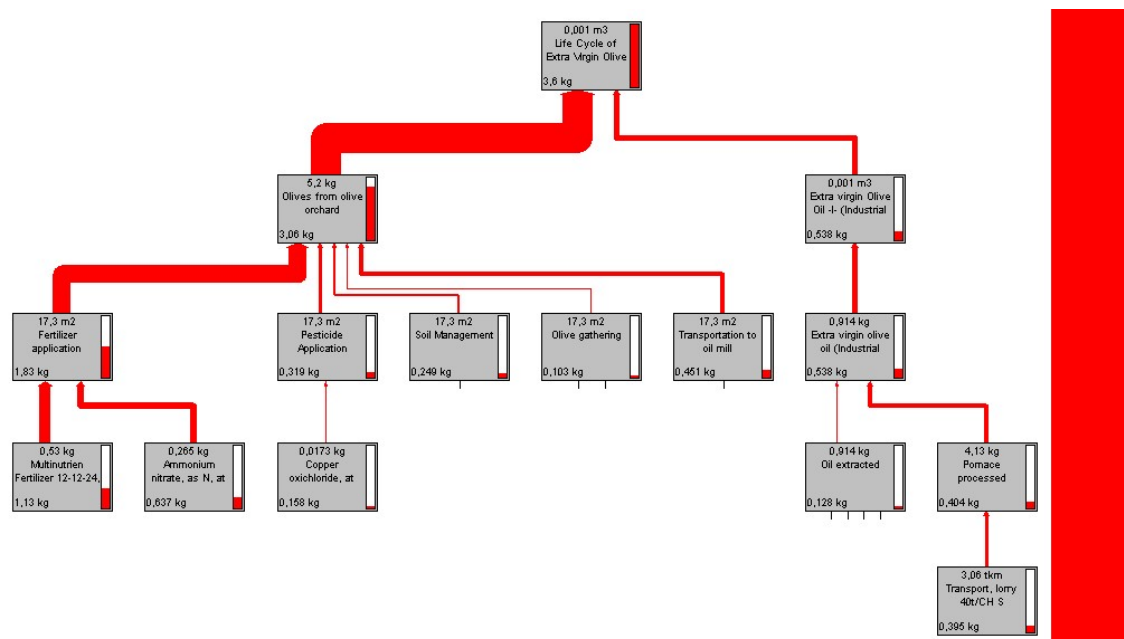 0,001 m3
Life Cycle of
Extra Virgin Olive
3,6 kg
5,2 kg
Olives from olive
orchard
3,06 kg
0,001 m3
Extra virgin Olive
Oil -I- (Industrial
0,538 kg
17,3 m2
Fertilizer
application
1,83 kg
17,3 m2
Pesticide
Application
0,319 kg
17,3 m2
Soil Management
0,249 kg
17,3 m2
Olive gathering
0,103 kg
17,3 m2
Transportation to
oil mill
0,451 kg
0,914 kg
Extra virgin olive
oil (Industrial
0,538 kg
0,53 kg
Multinutrien
Fertilizer 12-12-24,
1,13 kg
0,265 kg
Ammonium
nitrate, as N, at
0,637 kg
0,0173 kg
Copper
oxichloride, at
0,158 kg
0,914 kg
Oil extracted
0,128 kg
4,13 kg
Pomace
processed
0,404 kg
3,06 tkm
Transport, lorry
40t/CH S
0,395 kg